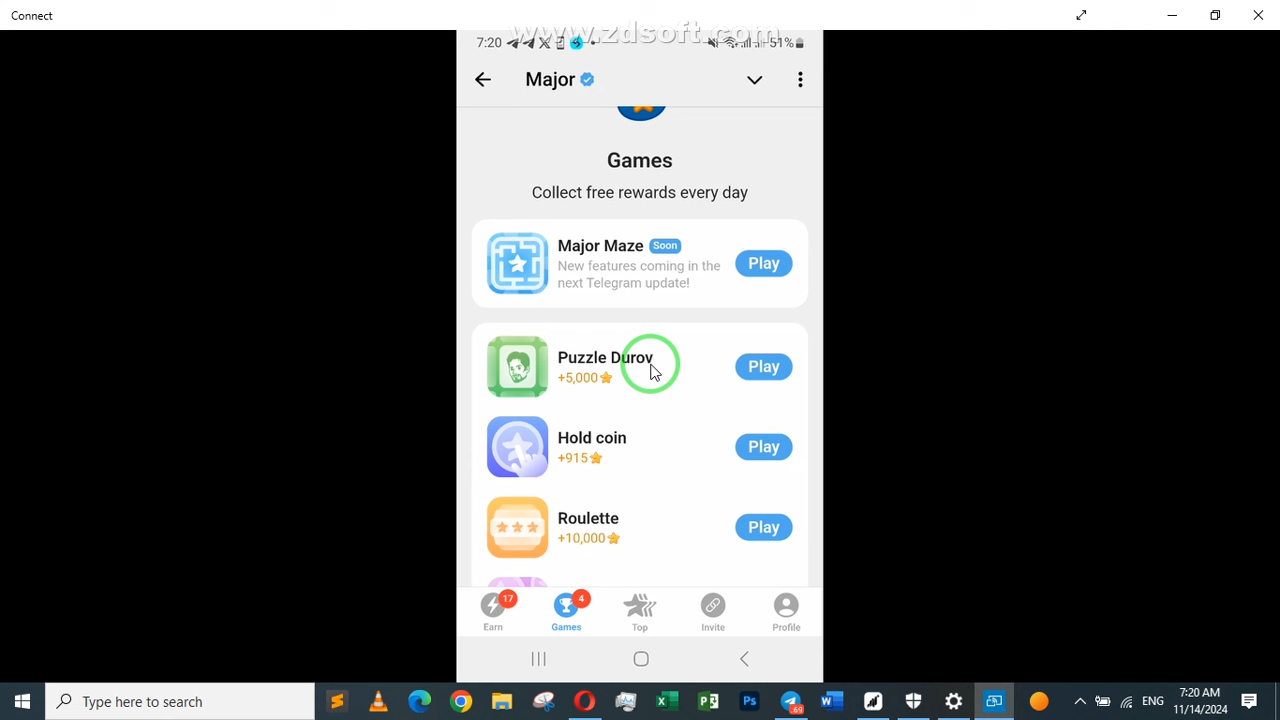 Connect
www.zdsoft.com
7:20
51%
Major
Games
Collect free rewards every day
Major Maze Soon
New features coming in the
next Telegram update!
Play
Puzzle Durov
+5,000
Play
Hold coin
+915
Play
Roulette
+10,000
Play
17
4
Earn
Games
Top
Invite
Profile
Type here to search
69
ENG
7:20 AM
11/14/2024